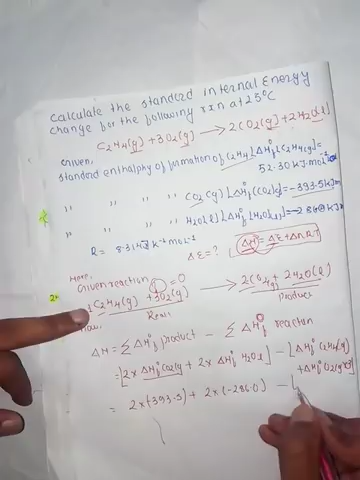 Calculate the standard internal Energy
change for the following rxn at 25°C
C2H4(g) + 3O2(g) → 2CO2(g) + 2H2O(l)
Given,
standard enthalpy of formation of C2H4 [ΔH°f C2H4(g)] =
52.30 kJ mol-1
" " " " CO2(g) [ΔH°f CO2(g)] = -393.5 kJ
" " " " H2O(l) [ΔH°f H2O(l)] = -286.0 kJ
R = 8.314 J K-1 mol-1
ΔE = ? ΔH° = ΔE + ΔnRT
Here,
Given reaction = 0
C2H4(g) + 3O2(g) → 2CO2(g) + 2H2O(l)
Product
ΔH = Σ ΔH°f product - Σ ΔH°f reactan
= [2 x ΔH°f CO2(g) + 2 x ΔH°f H2O(l)] - [ΔH°f C2H4(g)
+ ΔH°f O2(g) x 3]
= 2 x (-393.5) + 2 x (-286.0) - [